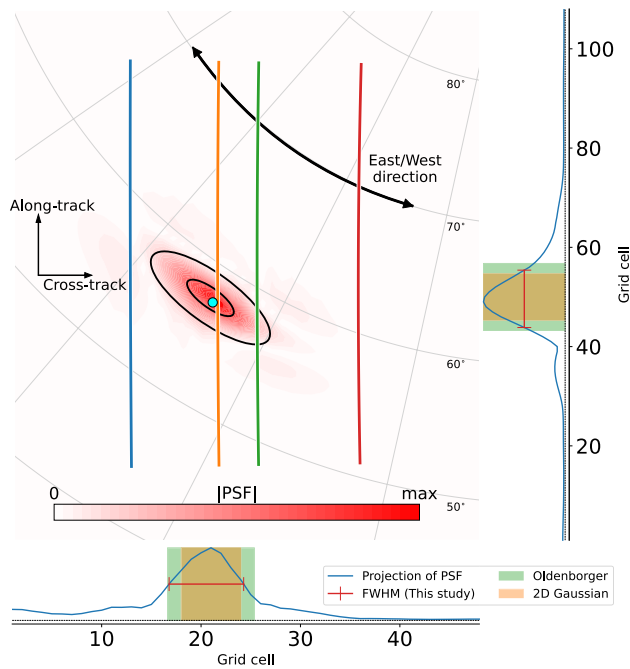 100
80°
East/West
direction
80
Along-track
70°
Cross-track
60
Grid cell
60°
40
20
|PSF|
0
max
50°
Projection of PSF
Oldenborger
FWHM (This study)
2D Gaussian
10
20
30
40
Grid cell